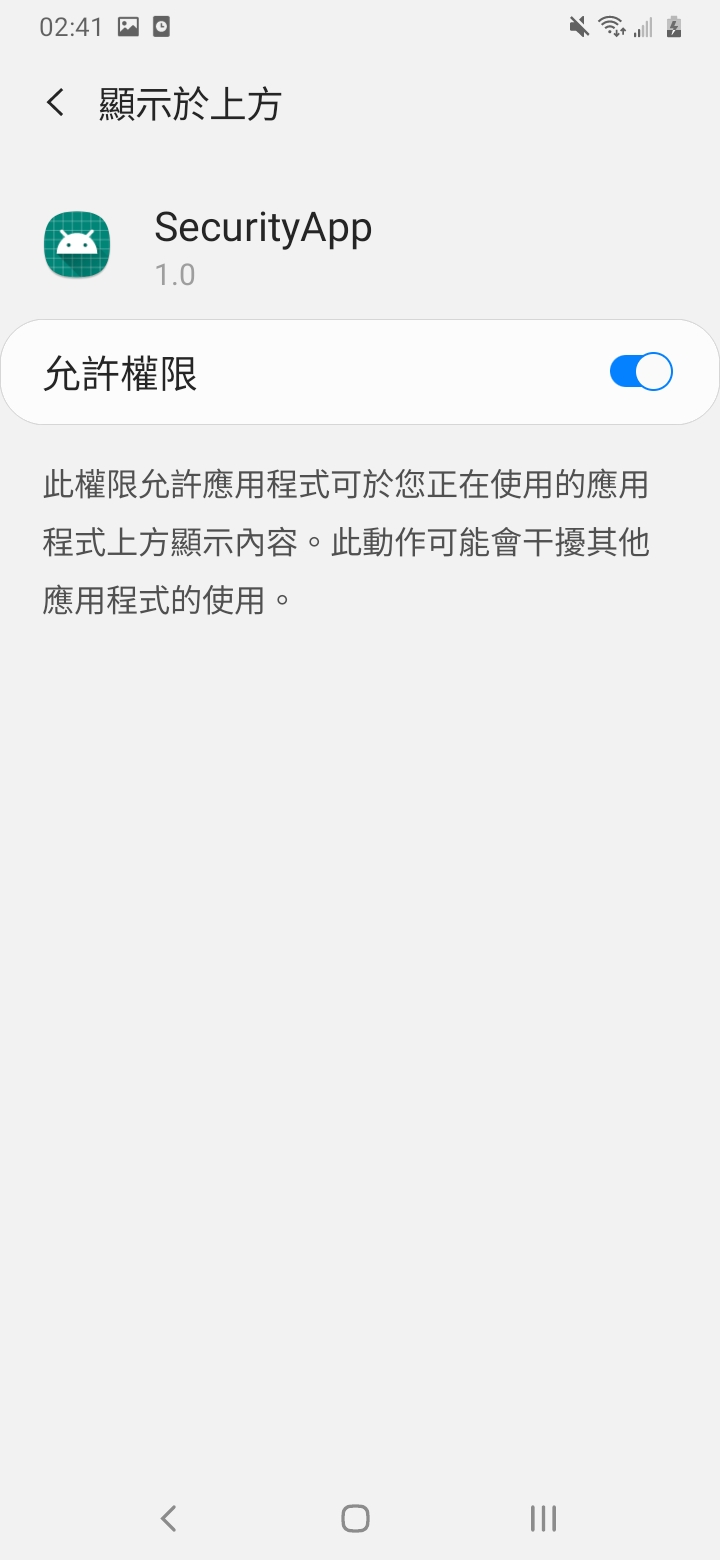 02:41
顯示於上方
SecurityApp
1.0
允許權限
此權限允許應用程式可於您正在使用的應用
程式上方顯示內容。此動作可能會干擾其他
應用程式的使用。